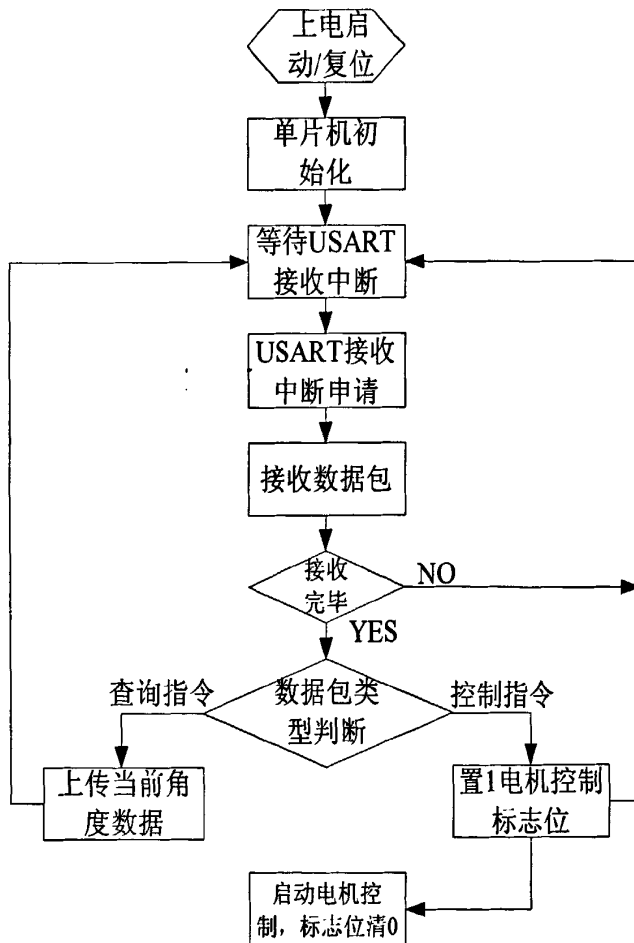 上电启
动/复位
单片机初
始化
等待USART
接收中断
USART接收
中断申请
接收数据包
接收
完毕
NO
YES
查询指令
数据包类
型判断
控制指令
上传当前角
度数据
置1电机控制
标志位
启动电机控
制，标志位清0